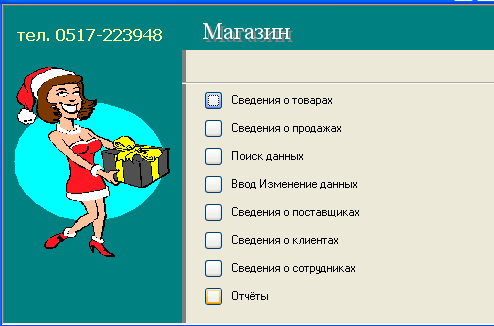 тел. 0517-223948
Магазин
Сведения о товарах
Сведения о продажах
Поиск данных
Ввод Изменение данных
Сведения о поставщиках
Сведения о клиентах
Сведения о сотрудниках
Отчёты